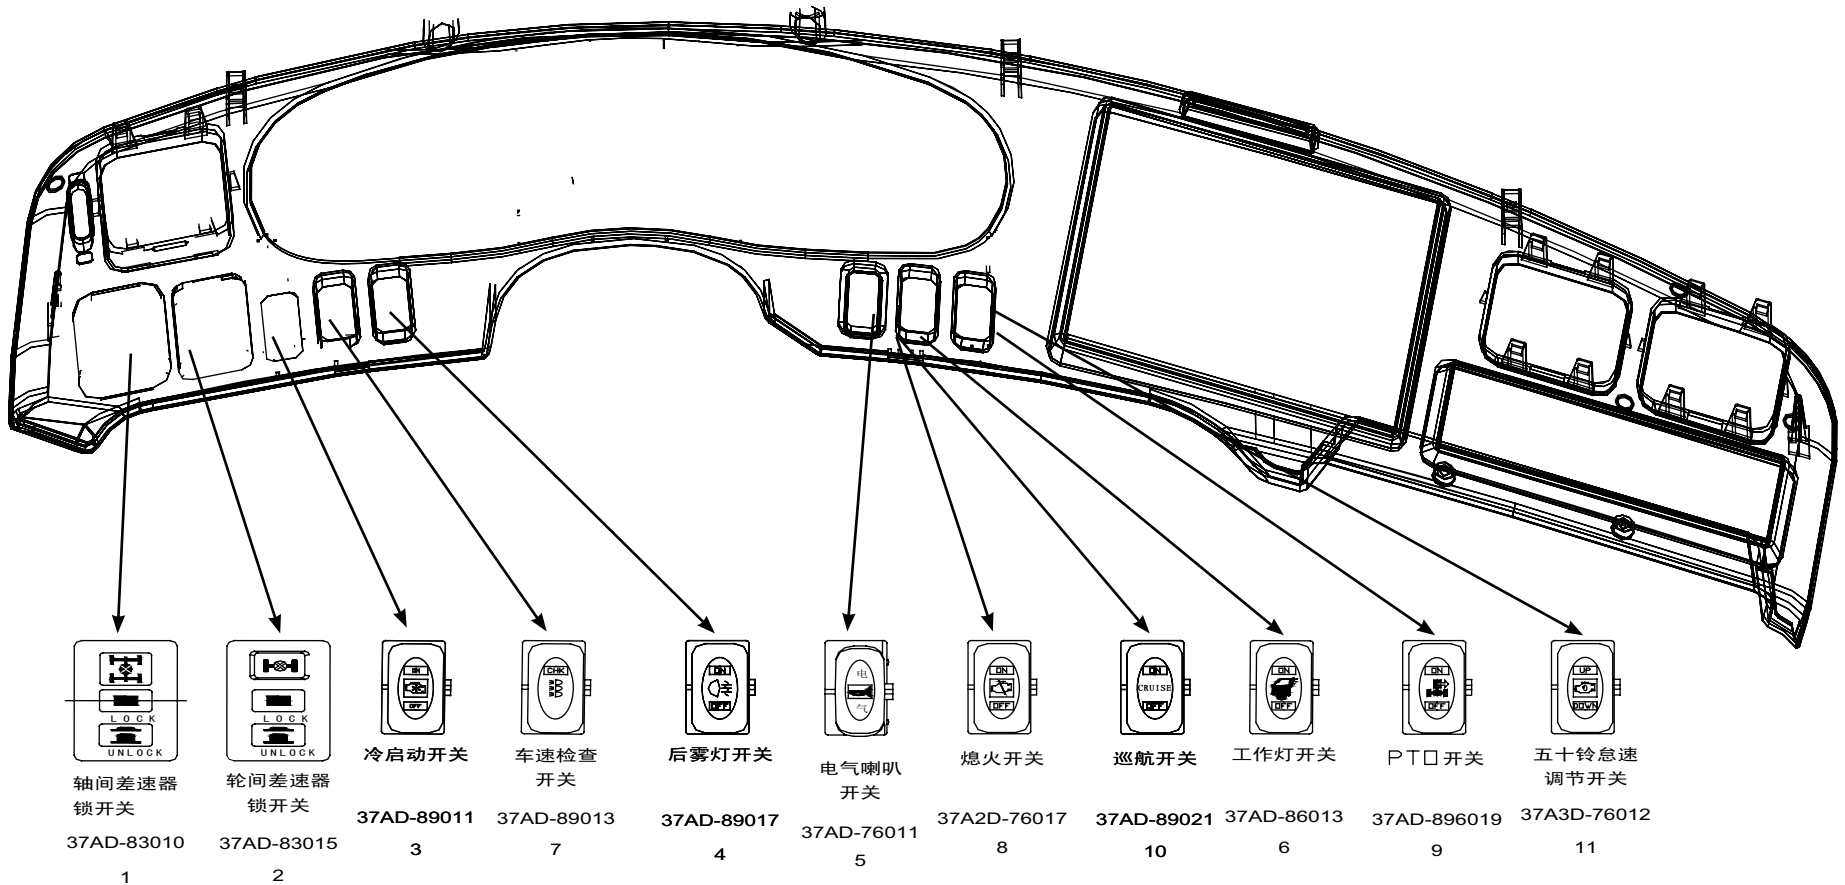 LOCK
UNLOCK
轴间差速器
锁开关
37AD-83010
1
LOCK
UNLOCK
轮间差速器
锁开关
37AD-83015
2
ON
OFF
冷启动开关
37AD-89011
3
CHK
车速检查
开关
37AD-89013
7
ON
OFF
后雾灯开关
37AD-89017
4
电
气
电气喇叭
开关
37AD-76011
5
ON
OFF
熄火开关
37A2D-76017
8
ON
CRUISE
OFF
巡航开关
37AD-89021
10
ON
OFF
工作灯开关
37AD-86013
6
ON
OFF
PTO开关
37AD-896019
9
UP
DOWN
五十铃怠速
调节开关
37A3D-76012
11